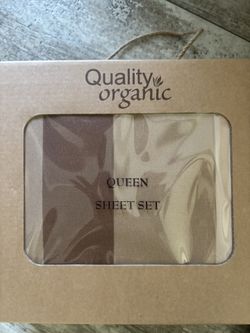 Quality
organic
QUEEN
SHEET SET